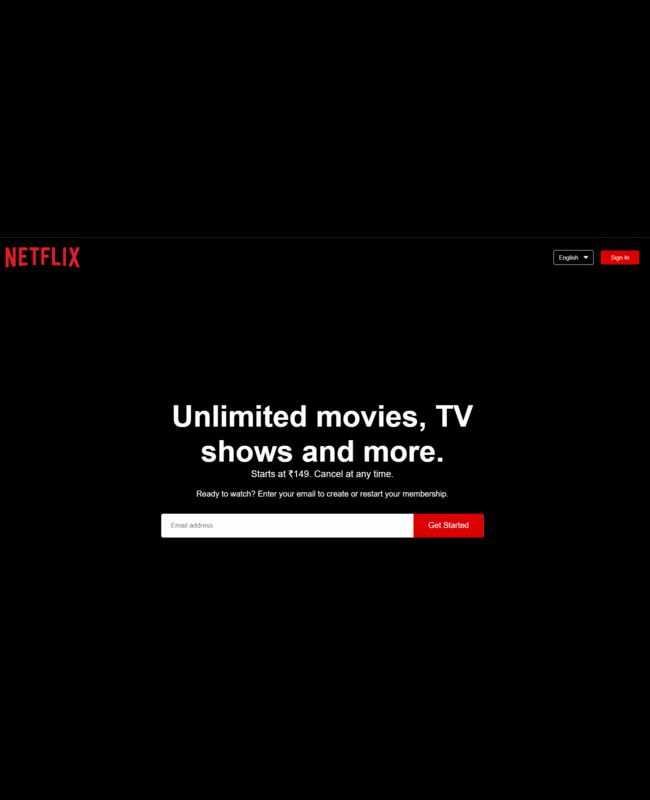 NETFLIX
English
Sign In
Unlimited movies, TV
shows and more.
Starts at ₹149. Cancel at any time.
Ready to watch? Enter your email to create or restart your membership.
Email address
Get Started